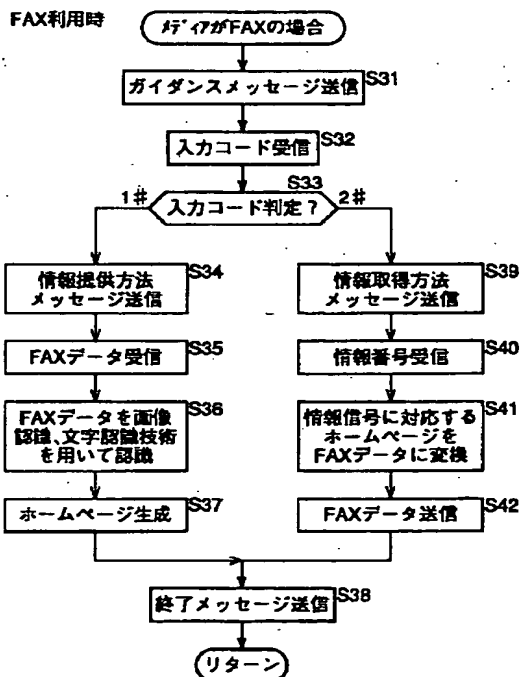 FAX利用時
ﾒﾃﾞｨｱがFAXの場合
ガイダンスメッセージ送信
S31
入力コード受信
S32
S33
1#
入力コード判定？
2#
情報提供方法
メッセージ送信
S34
FAXデータ受信
S35
FAXデータを画像
認識、文字認識技術
を用いて認識
S36
ホームページ生成
S37
情報取得方法
メッセージ送信
S39
情報番号受信
S40
情報信号に対応する
ホームページを
FAXデータに変換
S41
FAXデータ送信
S42
終了メッセージ送信
S38
リターン